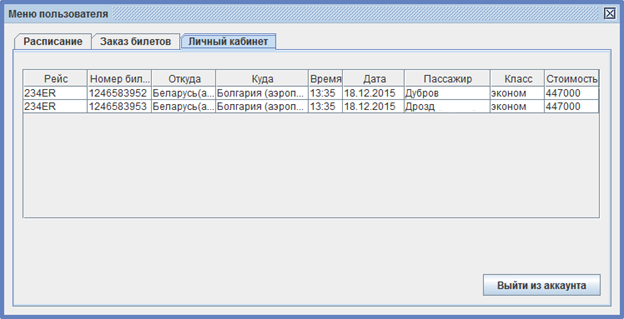 Меню пользователя
Расписание Заказ билетов Личный кабинет
Рейс Номер бил... Откуда Куда Время Дата Пассажир Класс Стоимость
234ER 1246583952 Беларусь(а... Болгария (аэроп... 13:35 18.12.2015 Дубров эконом 447000
234ER 1246583953 Беларусь(а... Болгария (аэроп... 13:35 18.12.2015 Дрозд эконом 447000
Выйти из аккаунта